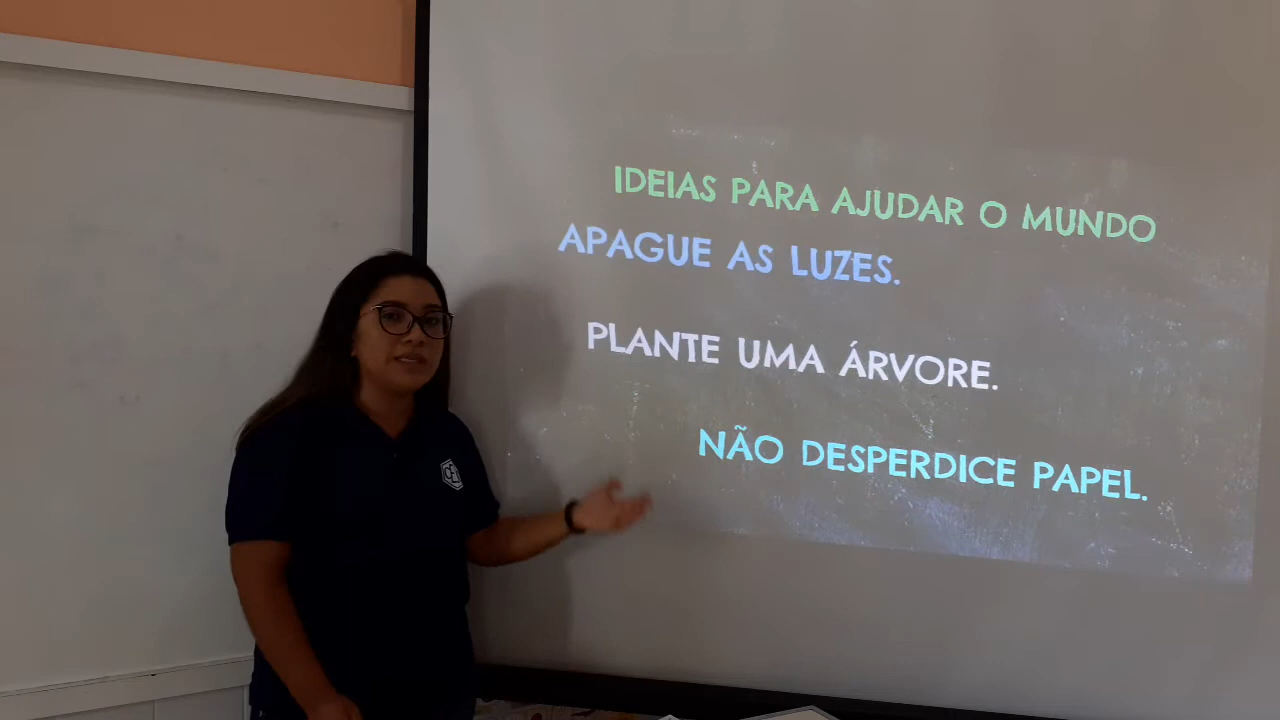 IDEIAS PARA AJUDAR O MUNDO
APAGUE AS LUZES.
PLANTE UMA ÁRVORE.
NÃO DESPERDICE PAPEL.